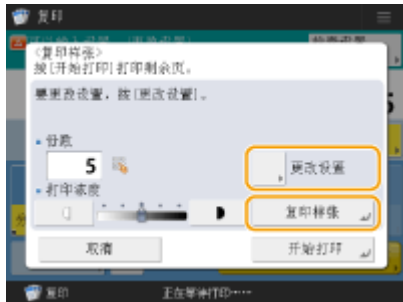 复印
<复印样张>
按[开始打印]打印剩余页。
要更改设置，按[更改设置]。
份数
5
更改设置
打印浓度
复印样张
取消
开始打印
复印
正在等待打印······